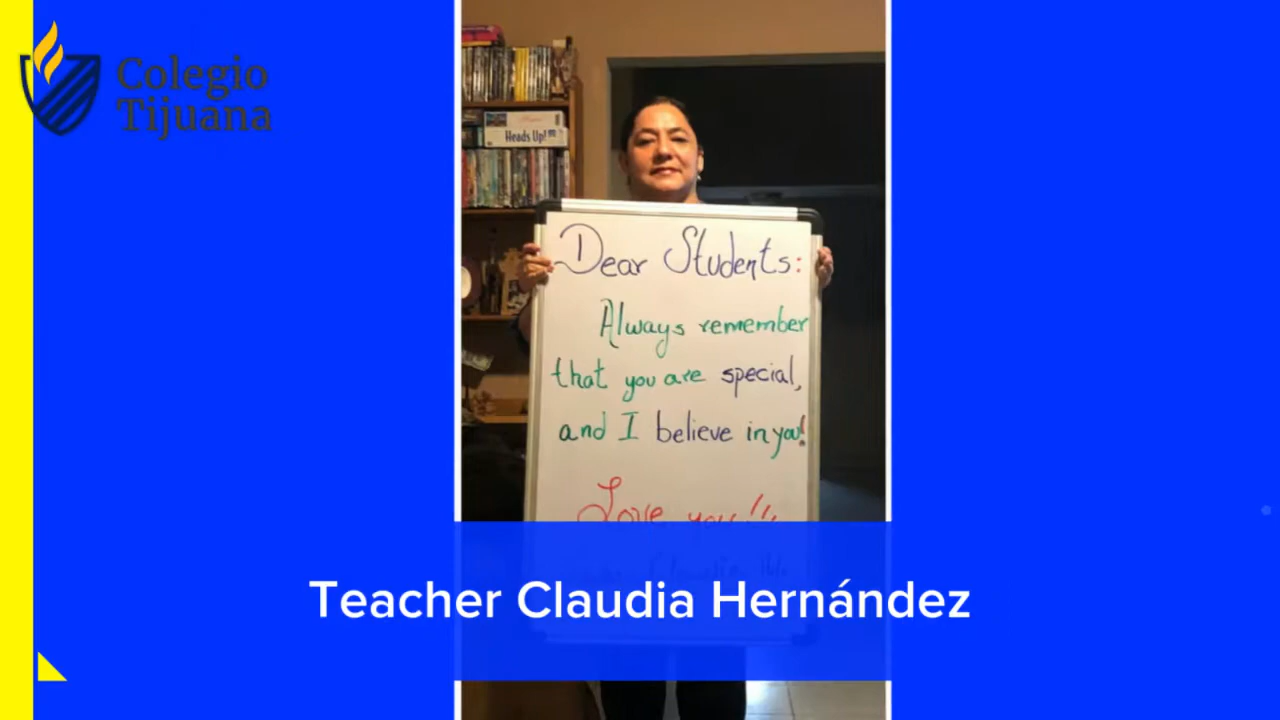 Colegio
Tijuana
Heads Up!
Dear Students:
Always remember
that you are special,
and I believe in you!
Love you!!!
Teacher Claudia Hernández